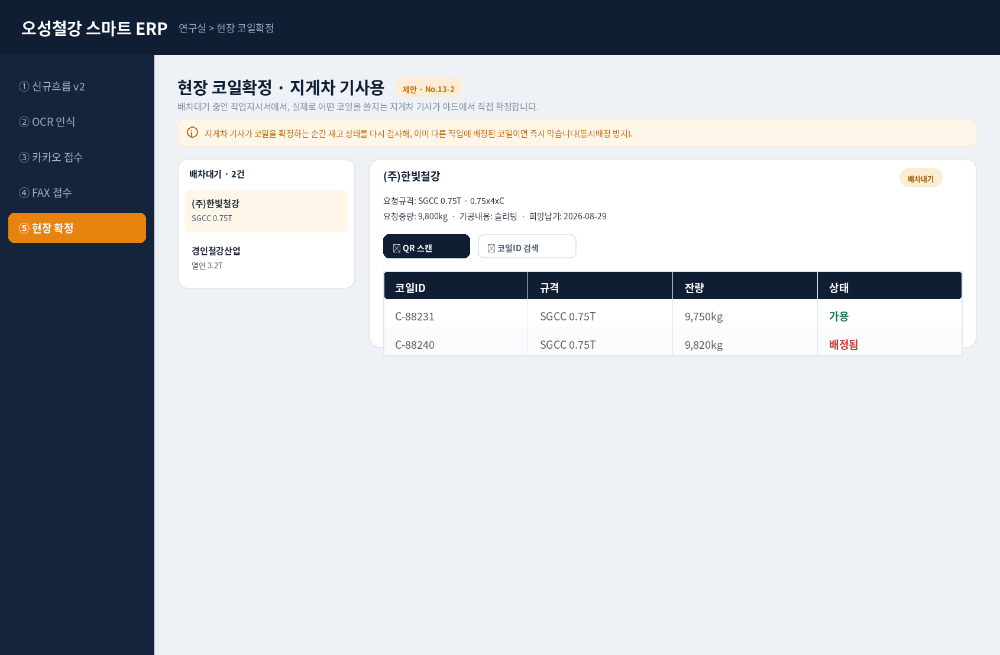 오성철강 스마트 ERP 연구실 > 현장 코일확정
① 신규흐름 v2
② OCR 인식
③ 카카오 접수
④ FAX 접수
⑤ 현장 확정
현장 코일확정 · 지게차 기사용 제안 · No.13-2
배차대기 중인 작업지시서에서, 실제로 어떤 코일을 쓸지는 지게차 기사가 야드에서 직접 확정합니다.
지게차 기사가 코일을 확정하는 순간 재고 상태를 다시 검사해, 이미 다른 작업에 배정된 코일이면 즉시 막습니다(동시배정 방지).
배차대기 · 2건
(주)한빛철강
SGCC 0.75T
경인철강산업
열연 3.2T
(주)한빛철강 배차대기
요청규격: SGCC 0.75T · 0.75x4xC
요청중량: 9,800kg · 가공내용: 슬리팅 · 희망납기: 2026-08-29
QR 스캔 코일ID 검색
코일ID 규격 잔량 상태
C-88231 SGCC 0.75T 9,750kg 가용
C-88240 SGCC 0.75T 9,820kg 배정됨